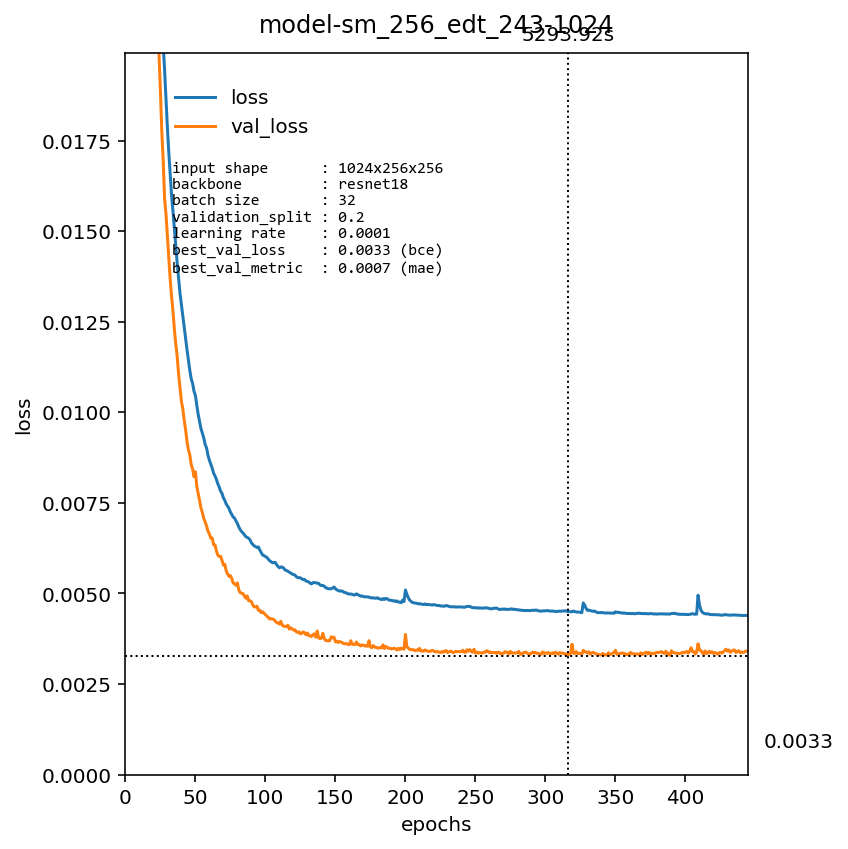 model-sm_256_edt_243-1024
5293.92s
loss
val_loss
input shape      : 1024x256x256
backbone         : resnet18
batch size       : 32
validation_split : 0.2
learning rate    : 0.0001
best_val_loss    : 0.0033 (bce)
best_val_metric  : 0.0007 (mae)
0.0175
0.0150
0.0125
0.0100
0.0075
0.0050
0.0025
0.0000
loss
0.0033
0 50 100 150 200 250 300 350 400
epochs